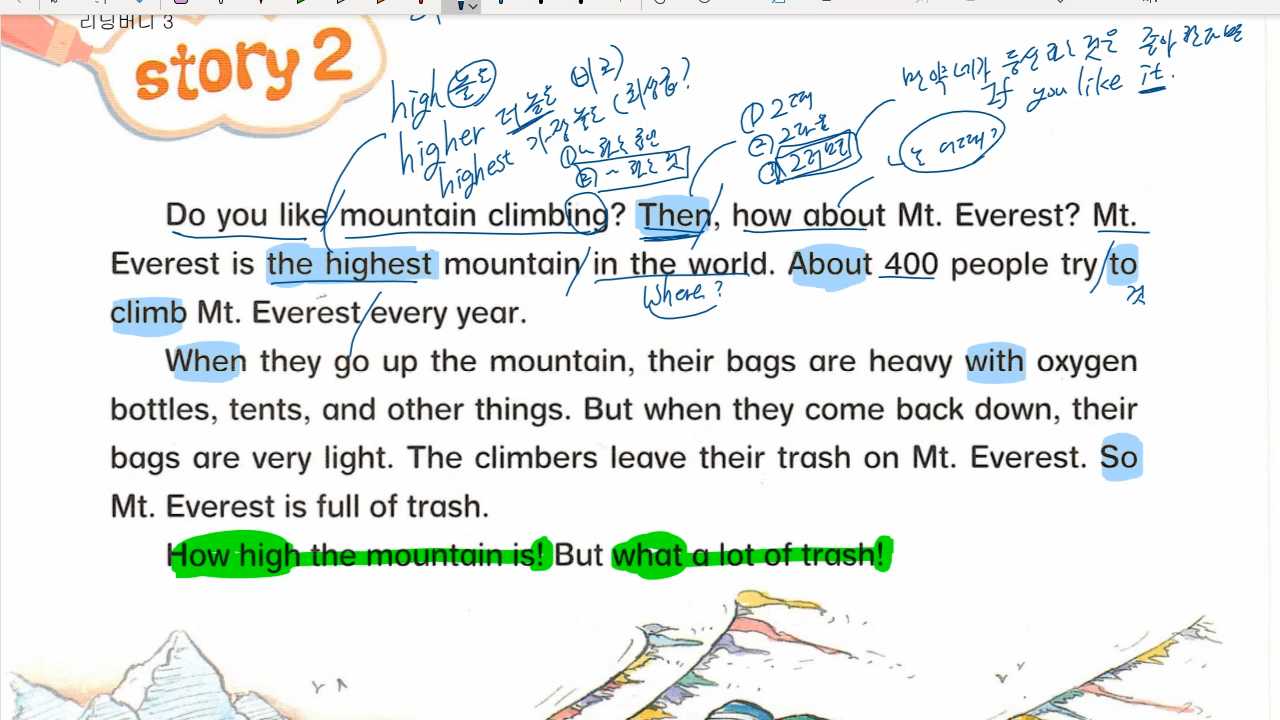 리딩버디 3
story 2
high 높은
higher 더 높은 (비교)
highest 가장 높은 (최상급?
① ~하는 중인
② ~하는 것
① 그때
② 그 다음
③ 그러면
만약 네가 등산 하는 것은 좋아한다면
If you like it.
는 어때?
Do you like mountain climbing? Then, how about Mt. Everest? Mt.
Everest is the highest mountain in the world. About 400 people try to
Where?
것
climb Mt. Everest every year.
When they go up the mountain, their bags are heavy with oxygen
bottles, tents, and other things. But when they come back down, their
bags are very light. The climbers leave their trash on Mt. Everest. So
Mt. Everest is full of trash.
How high the mountain is! But what a lot of trash!